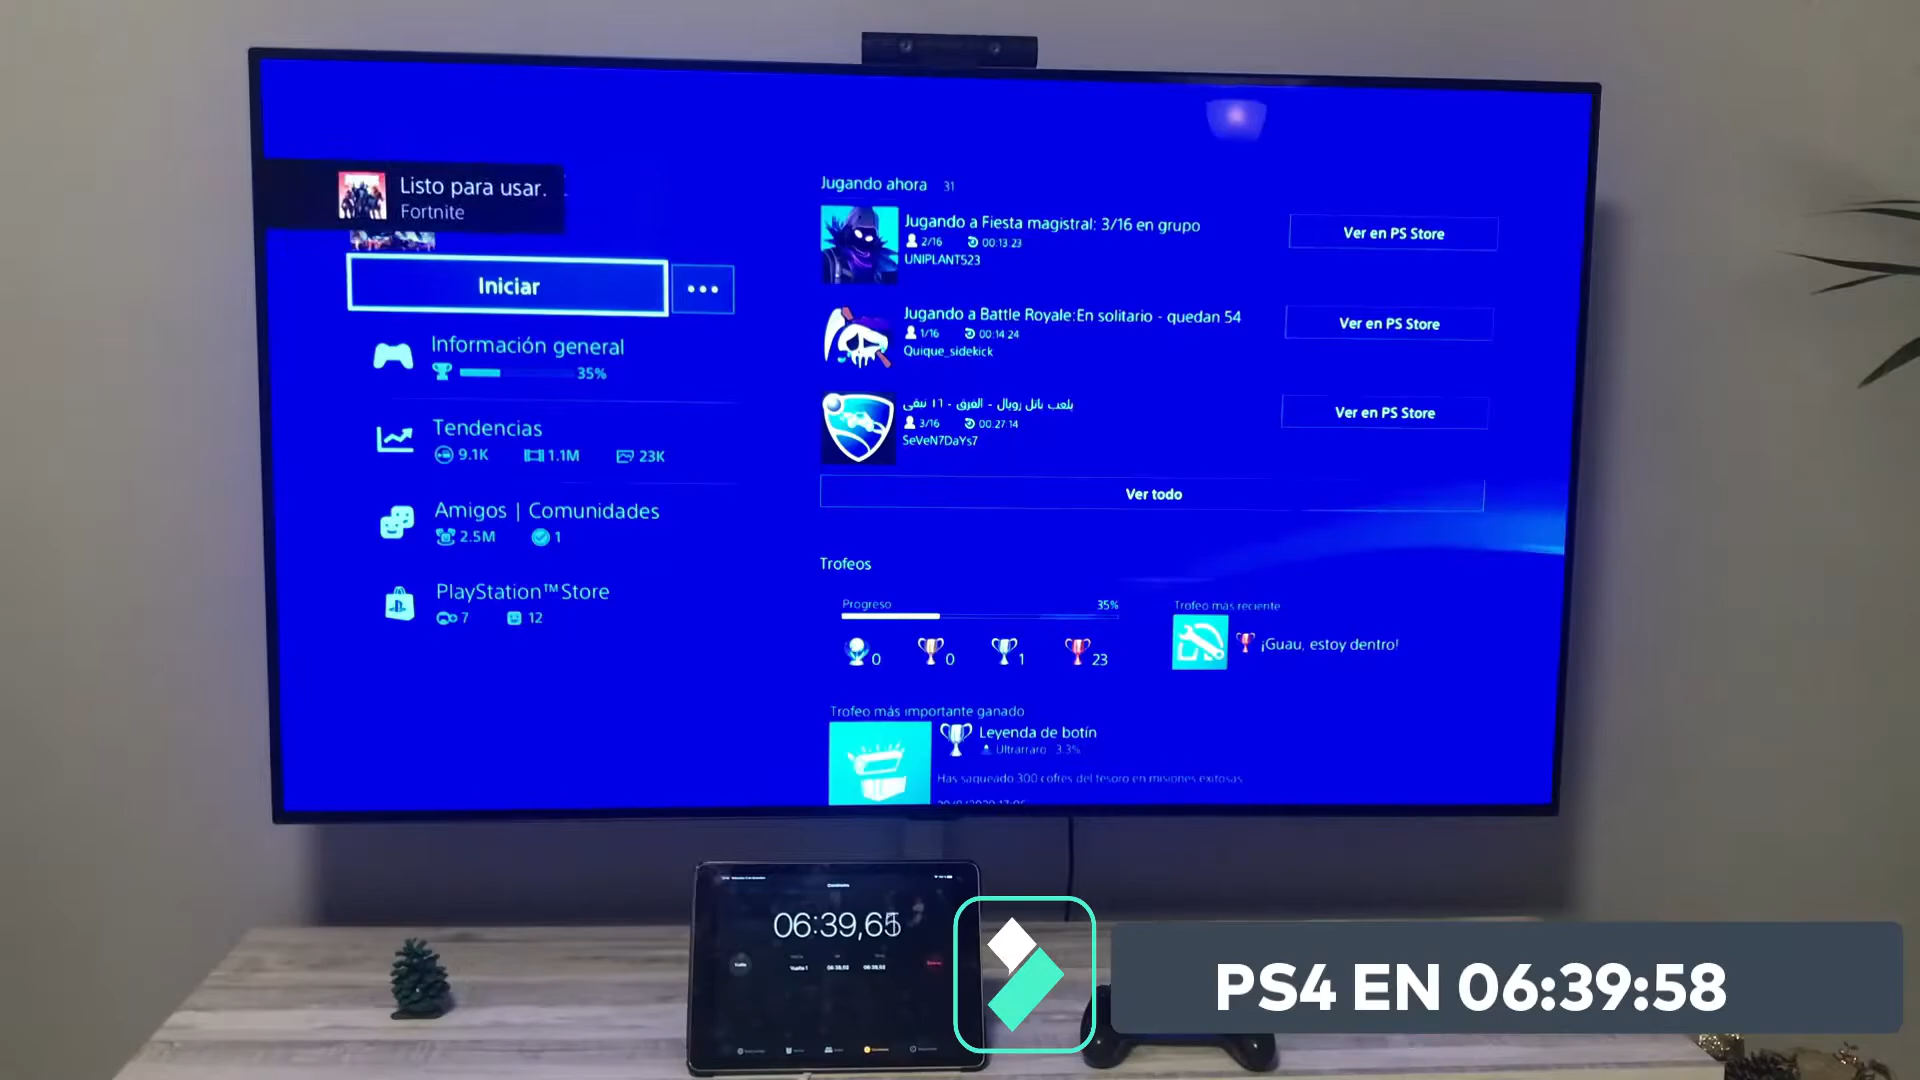 Listo para usar.
Fortnite
Iniciar
Información general
35%
Tendencias
9.1K 1.1M 23K
Amigos | Comunidades
2.5M 1
PlayStation™Store
7 12
Jugando ahora 31
Jugando a Fiesta magistral: 3/16 en grupo
2/16 00:13:23
UNIPLANT523
Ver en PS Store
Jugando a Battle Royale:En solitario - quedan 54
1/16 00:14:24
Quique_sidekick
Ver en PS Store
يلعب باتل رويال - الفرق - ١٦ تبقى
3/16 00:27:14
SeVeN7DaYs7
Ver en PS Store
Ver todo
Trofeos
Progreso 35%
0 0 1 23
Trofeo más reciente
¡Guau, estoy dentro!
Trofeo más importante ganado
Leyenda de botín
Ultrarraro 3.3%
Has saqueado 300 cofres del tesoro en misiones exitosas
06:39,65
Vuelta 1
PS4 EN 06:39:58